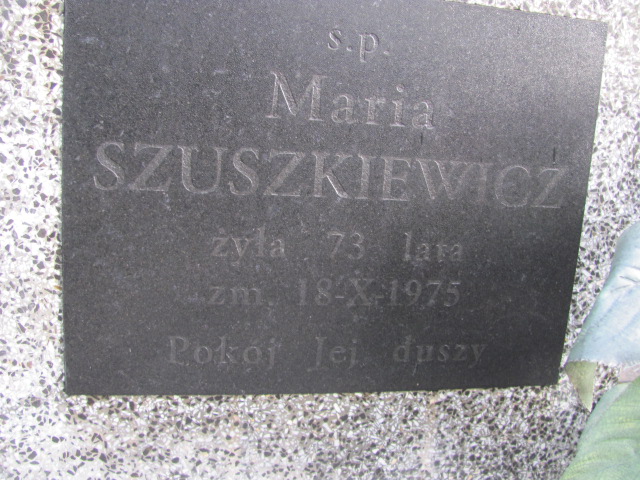 ś.p.
Maria
SZUSZKIEWICZ
żyła 73 lata
zm. 18-X-1975
Pokój Jej duszy